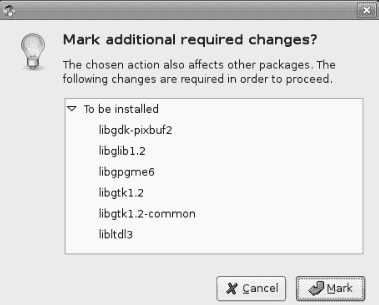 Mark additional required changes?
The chosen action also affects other packages. The
following changes are required in order to proceed.
To be installed
libgdk-pixbuf2
libglib1.2
libgpgme6
libgtk1.2
libgtk1.2-common
libltdl3
Cancel
Mark